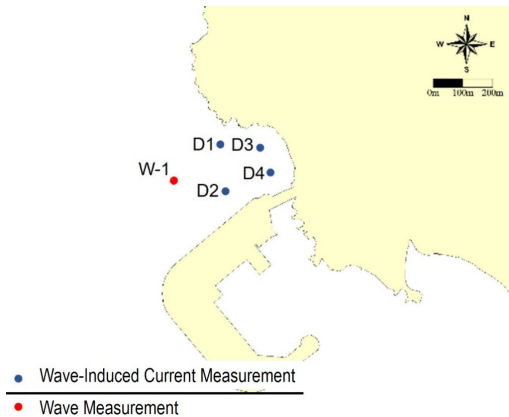 N
W E
S
0m 100m 200m
D1 D3
W-1 D4
D2
Wave-Induced Current Measurement
Wave Measurement